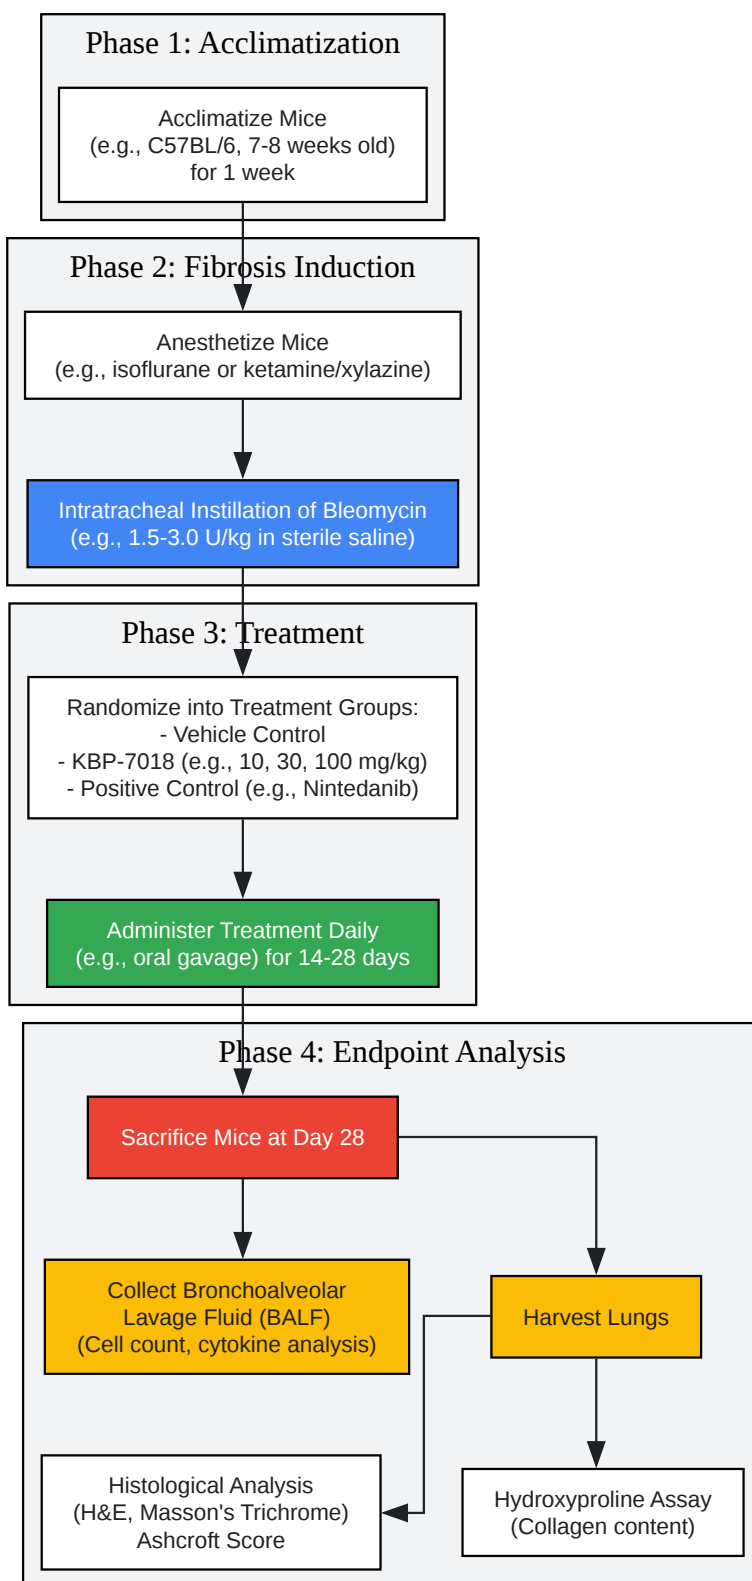 Phase 1: Acclimatization
Acclimatize Mice
(e.g., C57BL/6, 7-8 weeks old)
for 1 week
Phase 2: Fibrosis Induction
Anesthetize Mice
(e.g., isoflurane or ketamine/xylazine)
Intratracheal Instillation of Bleomycin
(e.g., 1.5-3.0 U/kg in sterile saline)
Phase 3: Treatment
Randomize into Treatment Groups:
- Vehicle Control
- KBP-7018 (e.g., 10, 30, 100 mg/kg)
- Positive Control (e.g., Nintedanib)
Administer Treatment Daily
(e.g., oral gavage) for 14-28 days
Phase 4: Endpoint Analysis
Sacrifice Mice at Day 28
Collect Bronchoalveolar
Lavage Fluid (BALF)
(Cell count, cytokine analysis)
Harvest Lungs
Histological Analysis
(H&E, Masson's Trichrome)
Ashcroft Score
Hydroxyproline Assay
(Collagen content)